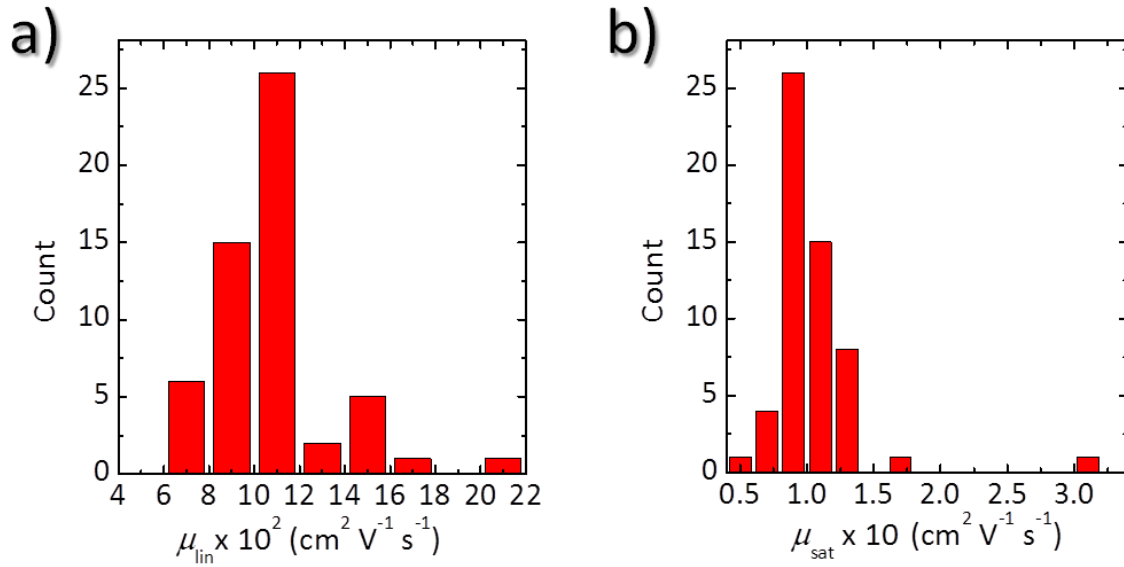 a)
25
20
15
10
5
0
Count
4 6 8 10 12 14 16 18 20 22
μlin x 10² (cm² V⁻¹ s⁻¹)
b)
25
20
15
10
5
0
Count
0.5 1.0 1.5 2.0 2.5 3.0
μsat x 10 (cm² V⁻¹ s⁻¹)